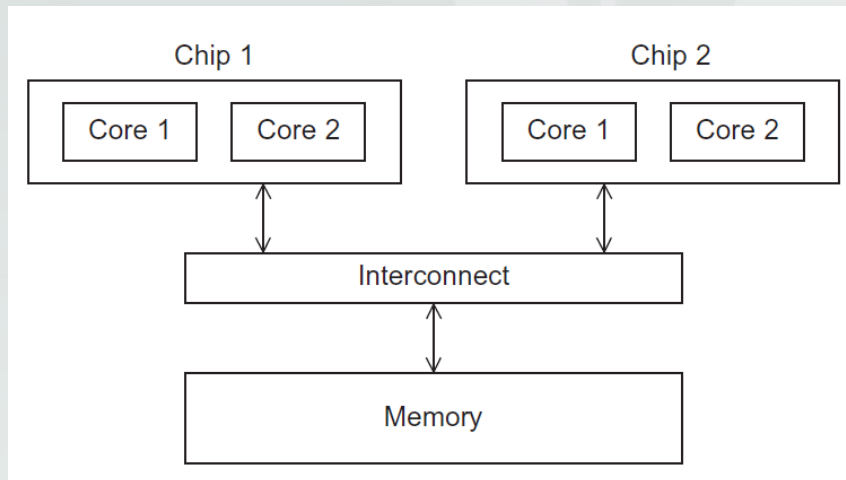 Chip 1
Chip 2
Core 1
Core 2
Core 1
Core 2
Interconnect
Memory